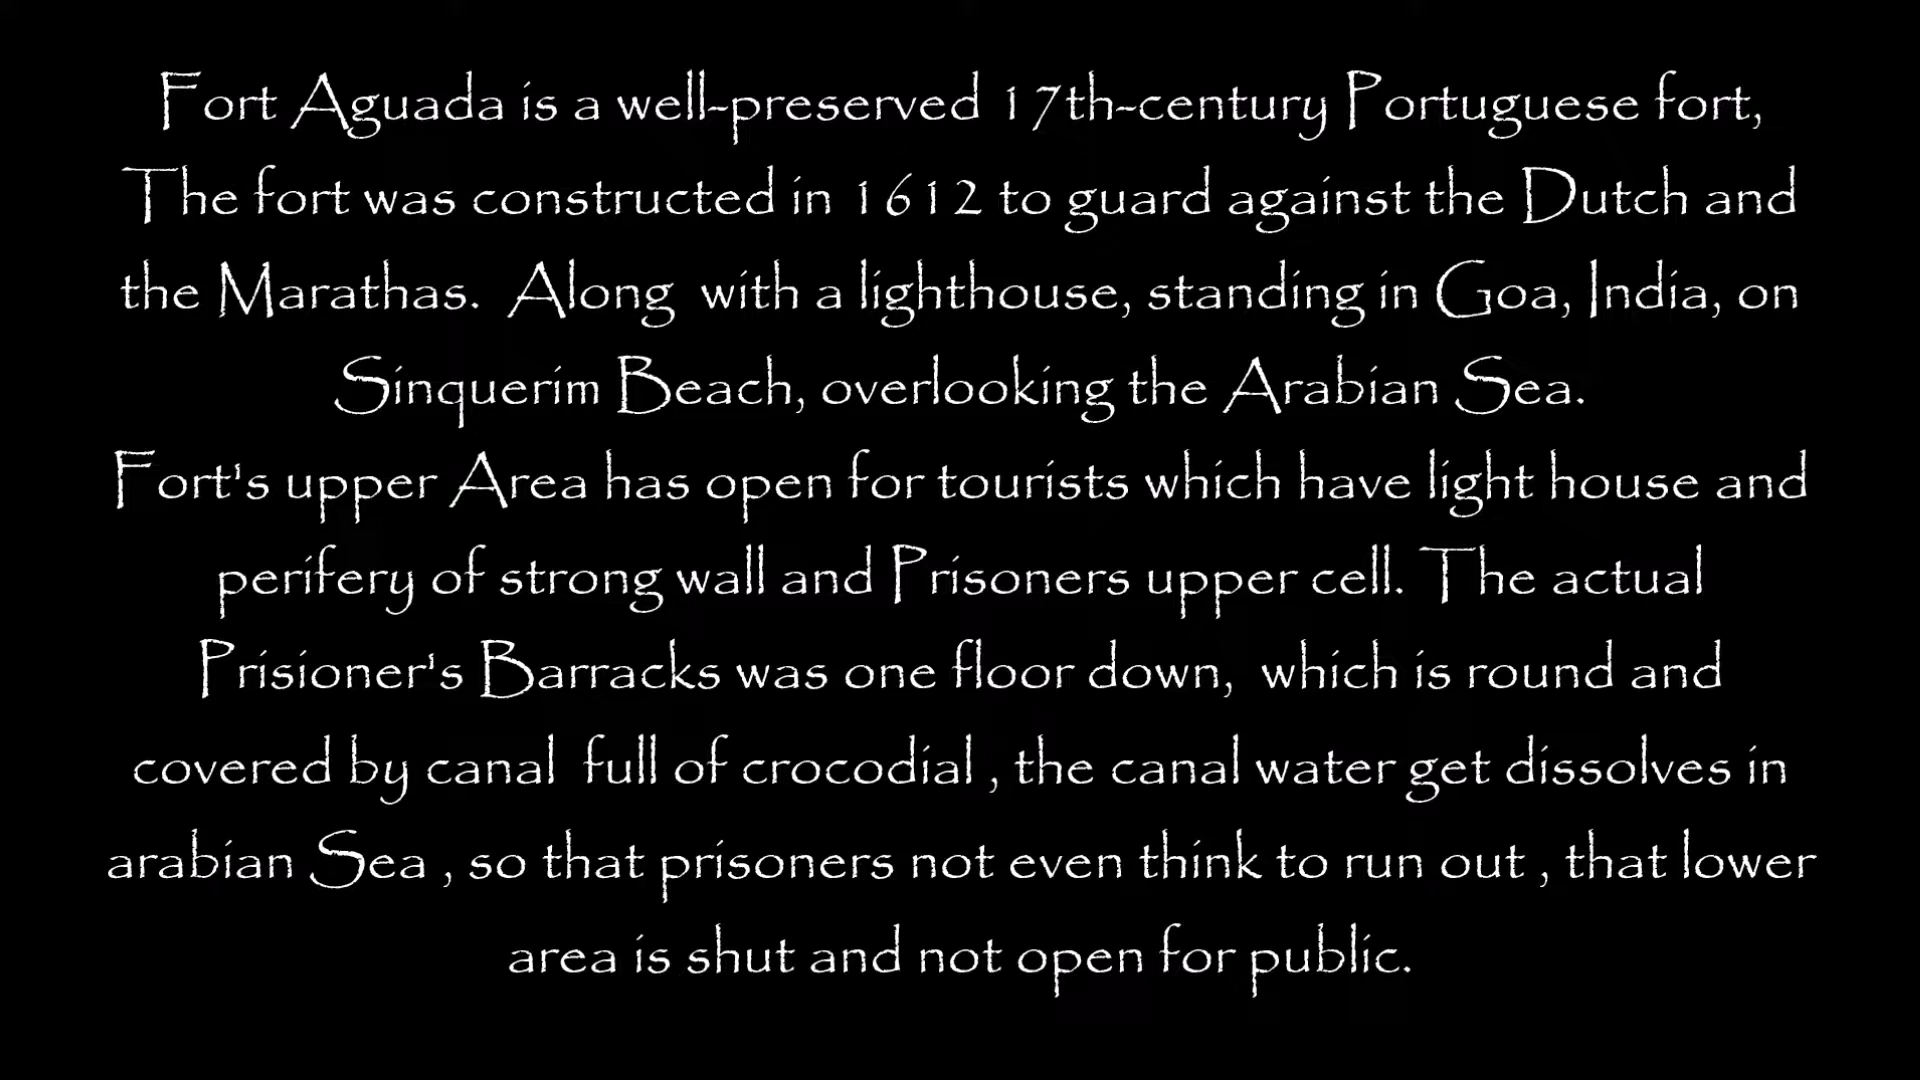 Fort Aguada is a well-preserved 17th-century Portuguese fort,
The fort was constructed in 1612 to guard against the Dutch and
the Marathas. Along with a lighthouse, standing in Goa, India, on
Sinquerim Beach, overlooking the Arabian Sea.
Fort's upper Area has open for tourists which have light house and
perifery of strong wall and Prisoners upper cell. The actual
Prisioner's Barracks was one floor down, which is round and
covered by canal full of crocodial , the canal water get dissolves in
arabian Sea , so that prisoners not even think to run out , that lower
area is shut and not open for public.